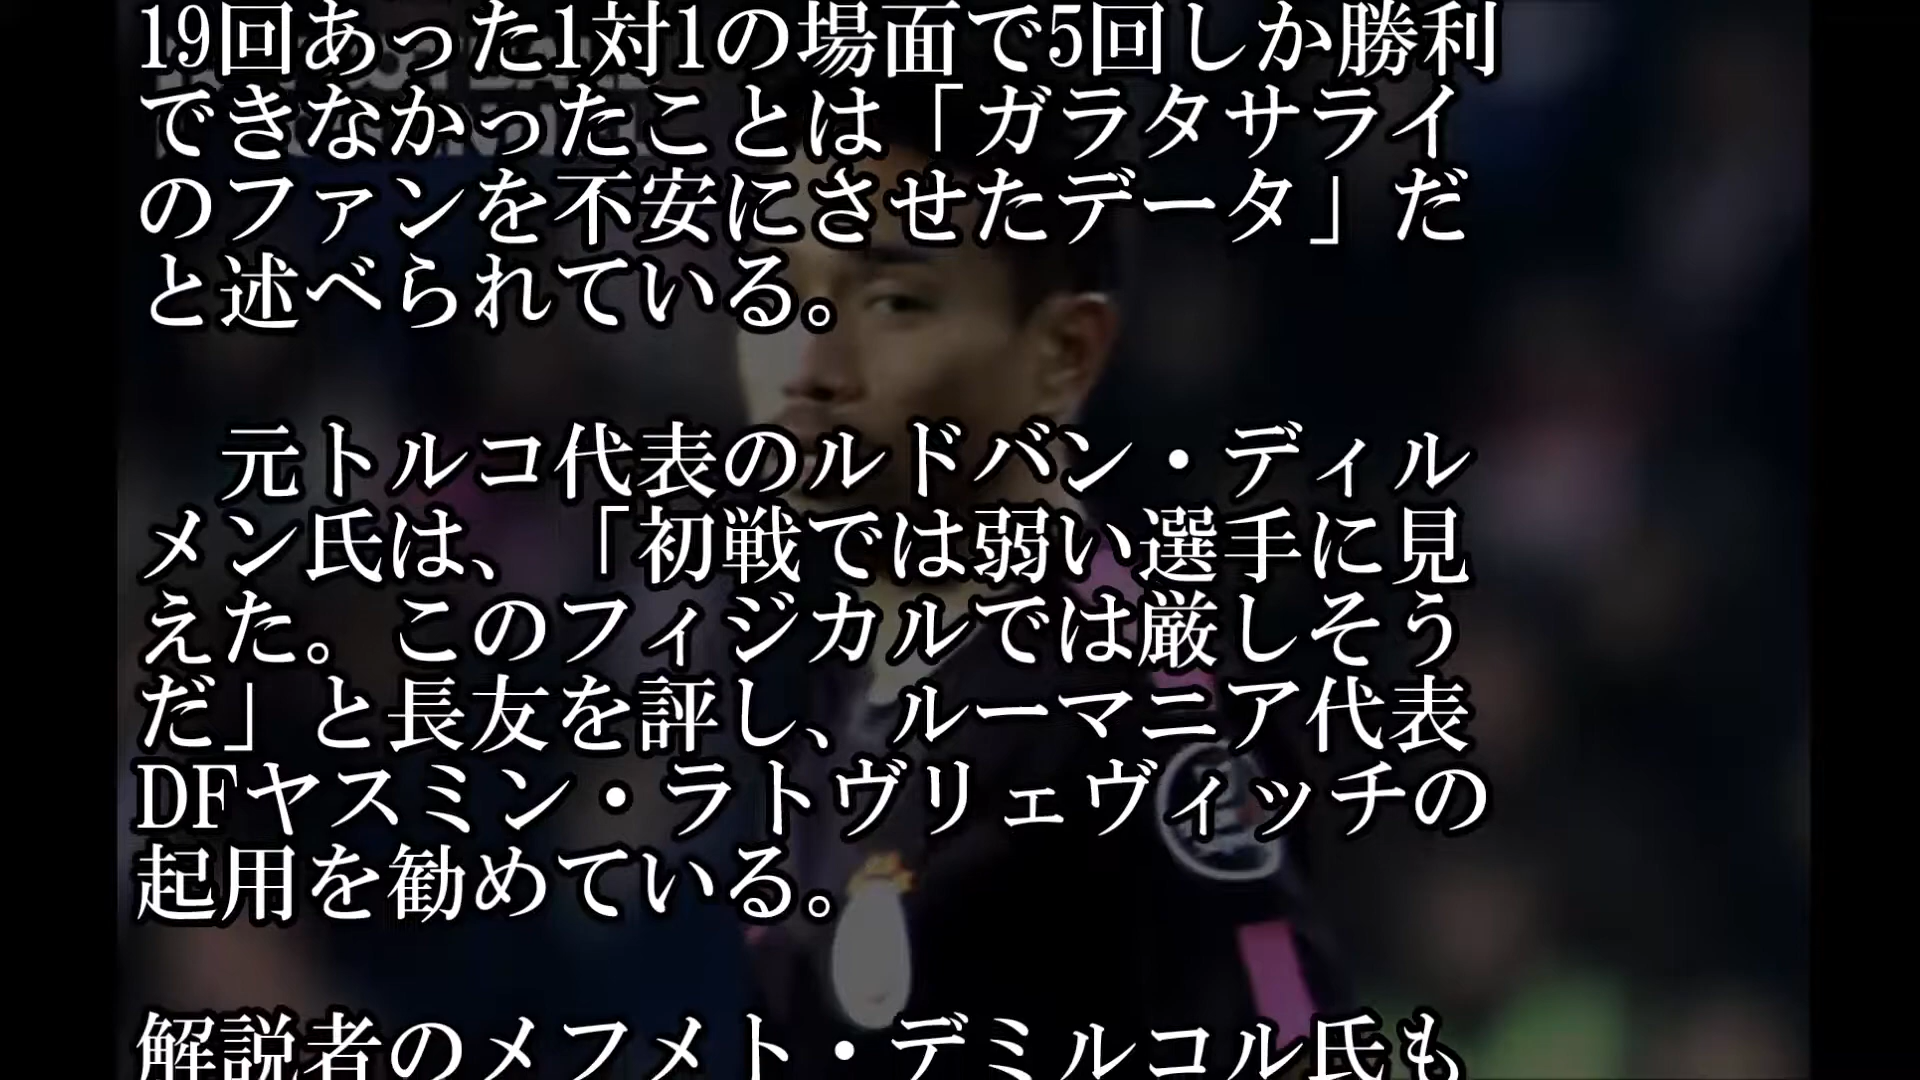 19回あった1対1の場面で5回しか勝利
できなかったことは「ガラタサライ
のファンを不安にさせたデータ」だ
と述べられている。
元トルコ代表のルドバン・ディル
メン氏は、「初戦では弱い選手に見
えた。このフィジカルでは厳しそう
だ」と長友を評し、ルーマニア代表
DFヤスミン・ラトヴリェヴィッチの
起用を勧めている。
解説者のメフメト・デミルコル氏も